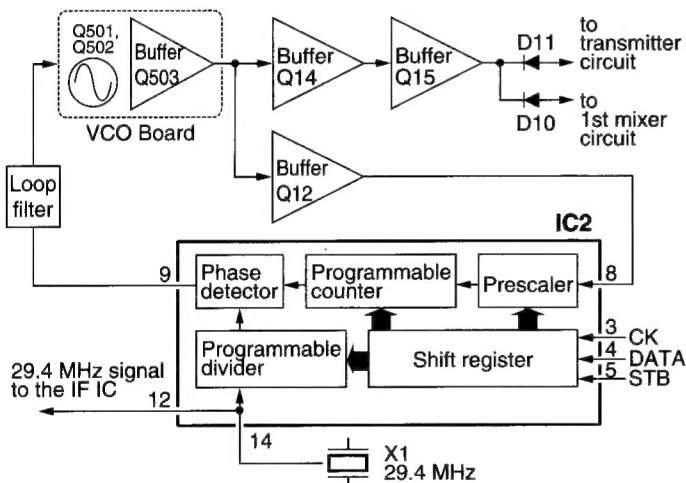 Q501,
Q502
Buffer
Q503
VCO Board
Buffer
Q14
Buffer
Q15
D11
to
transmitter
circuit
D10
to
1st mixer
circuit
Buffer
Q12
Loop
filter
IC2
9
Phase
detector
Programmable
counter
Prescaler
8
Programmable
divider
Shift register
3
CK
4
DATA
5
STB
29.4 MHz signal
to the IF IC
12
14
X1
29.4 MHz